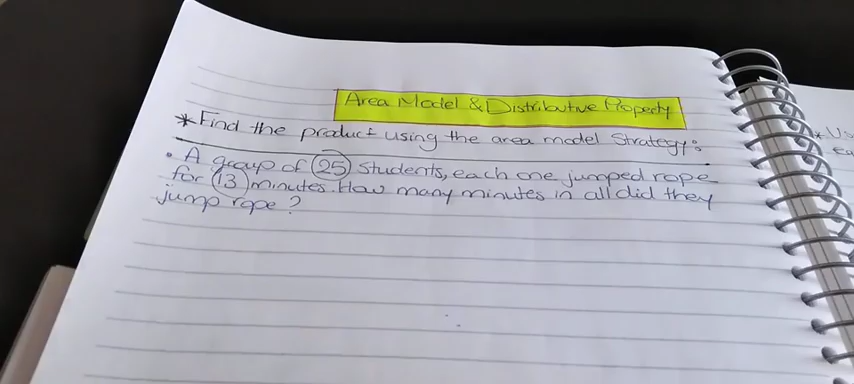 Area Model & Distributive Property
* Find the product using the area model Strategy:
• A group of 25 students, each one jumped rope
for 13 minutes. How many minutes in all did they
jump rope?
* Us